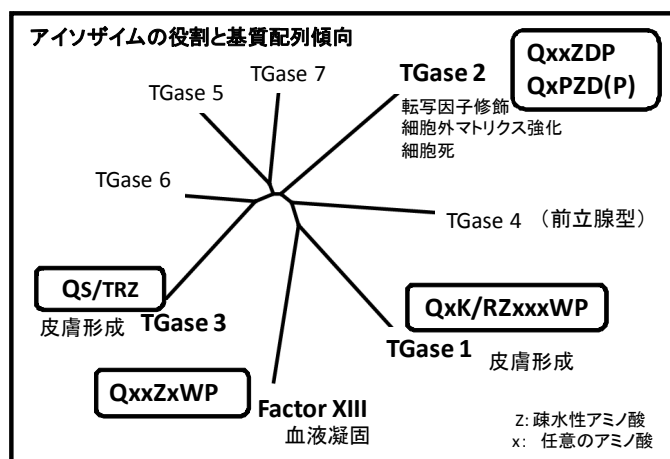 アイソザイムの役割と基質配列傾向
QxxZDP
QxPZD(P)
TGase 7
TGase 2
TGase 5
転写因子修飾
細胞外マトリクス強化
細胞死
TGase 6
TGase 4 (前立腺型)
QS/TRZ
QxK/RZxxxWP
皮膚形成
TGase 3
TGase 1
皮膚形成
QxxZxWP
Factor XIII
血液凝固
Z: 疎水性アミノ酸
x: 任意のアミノ酸